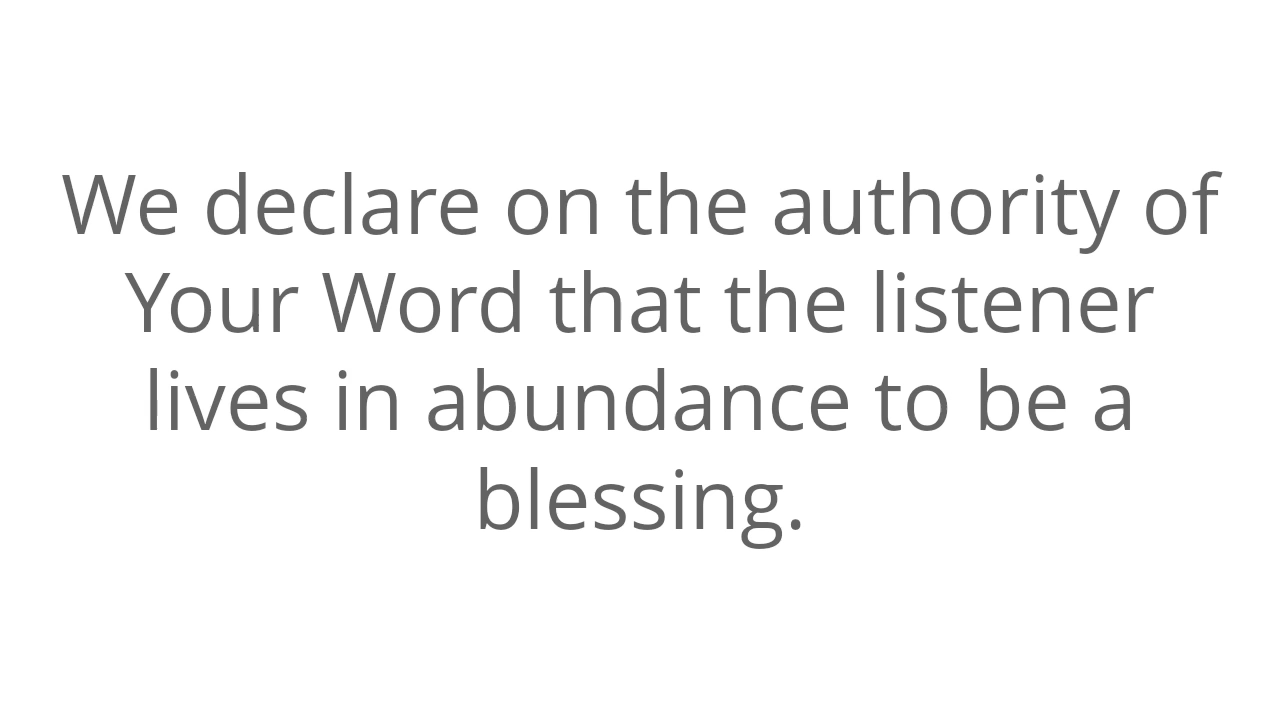 We declare on the authority of
Your Word that the listener
lives in abundance to be a
blessing.